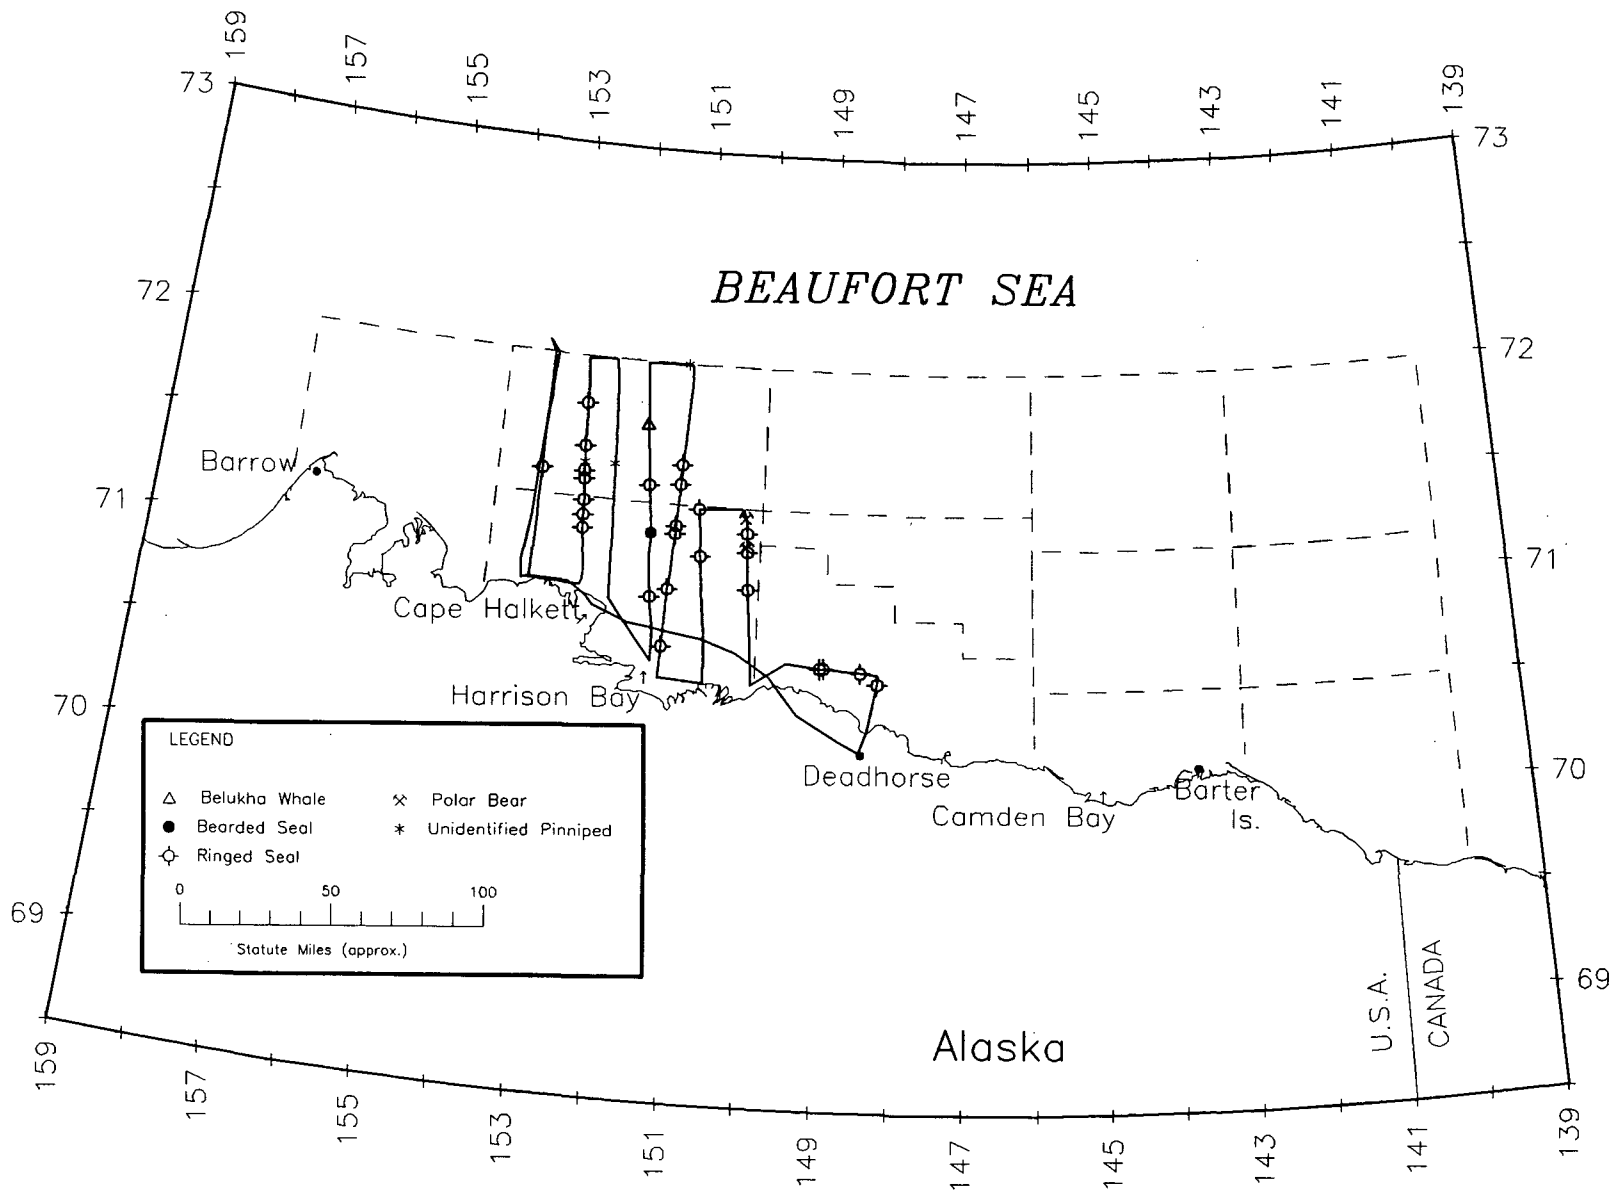 159
157
155
153
151
149
147
145
143
141
139
73
73
BEAUFORT SEA
72
72
Barrow
71
71
Cape Halkett
Harrison Bay
70
70
Deadhorse
Camden Bay
Barter
Is.
LEGEND
Belukha Whale
Polar Bear
Bearded Seal
Unidentified Pinniped
Ringed Seal
0 50 100
Statute Miles (approx.)
69
69
U.S.A.
CANADA
Alaska
159
157
155
153
151
149
147
145
143
141
139